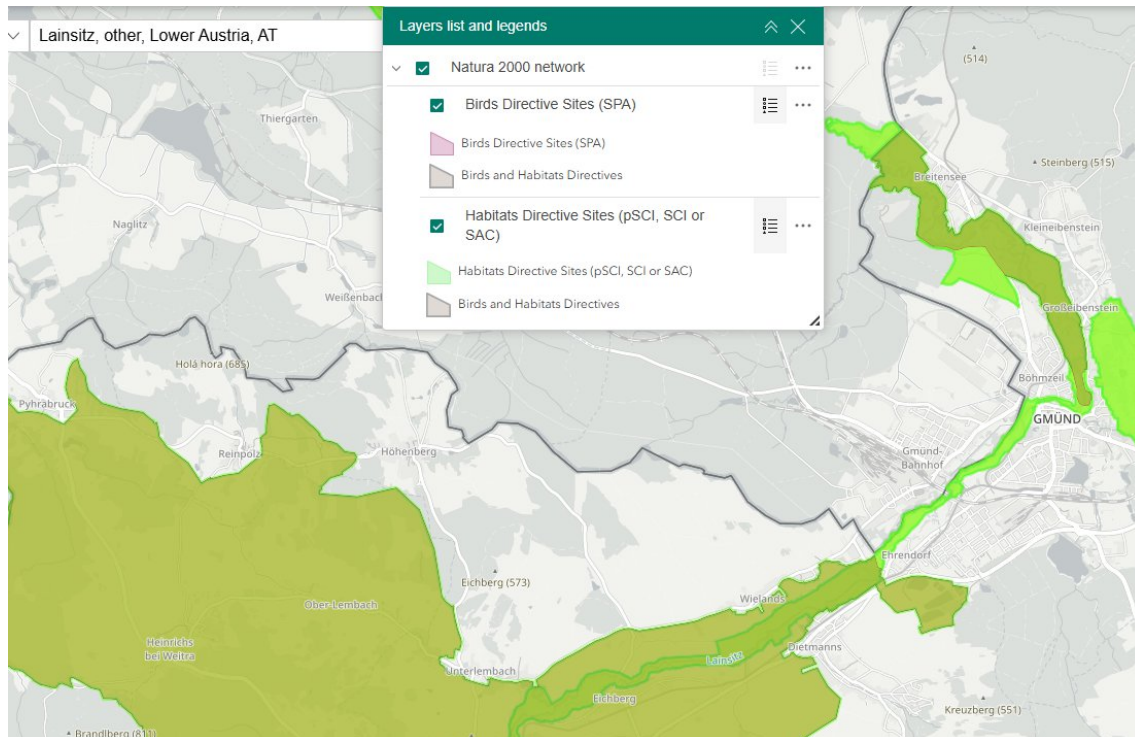 Lainsitz, other, Lower Austria, AT
Layers list and legends
Natura 2000 network
Birds Directive Sites (SPA)
Birds Directive Sites (SPA)
Birds and Habitats Directives
Habitats Directive Sites (pSCI, SCI or
SAC)
Habitats Directive Sites (pSCI, SCI or SAC)
Birds and Habitats Directives
(514)
Thiergarten
Steinberg (515)
Breitensee
Naglitz
Kleineibenstein
Weißenbach
Großeibenstein
Holá hora (685)
Böhmzeil
Pyhrabruck
GMÜND
Reinpolz
Höhenberg
Gmünd-
Bahnhof
Ehrendorf
Eichberg (573)
Ober-Lembach
Wielands
Heinrichs
bei Weitra
Lainsitz
Dietmanns
Unterlembach
Eichberg
Kreuzberg (551)
Brandlberg (811)